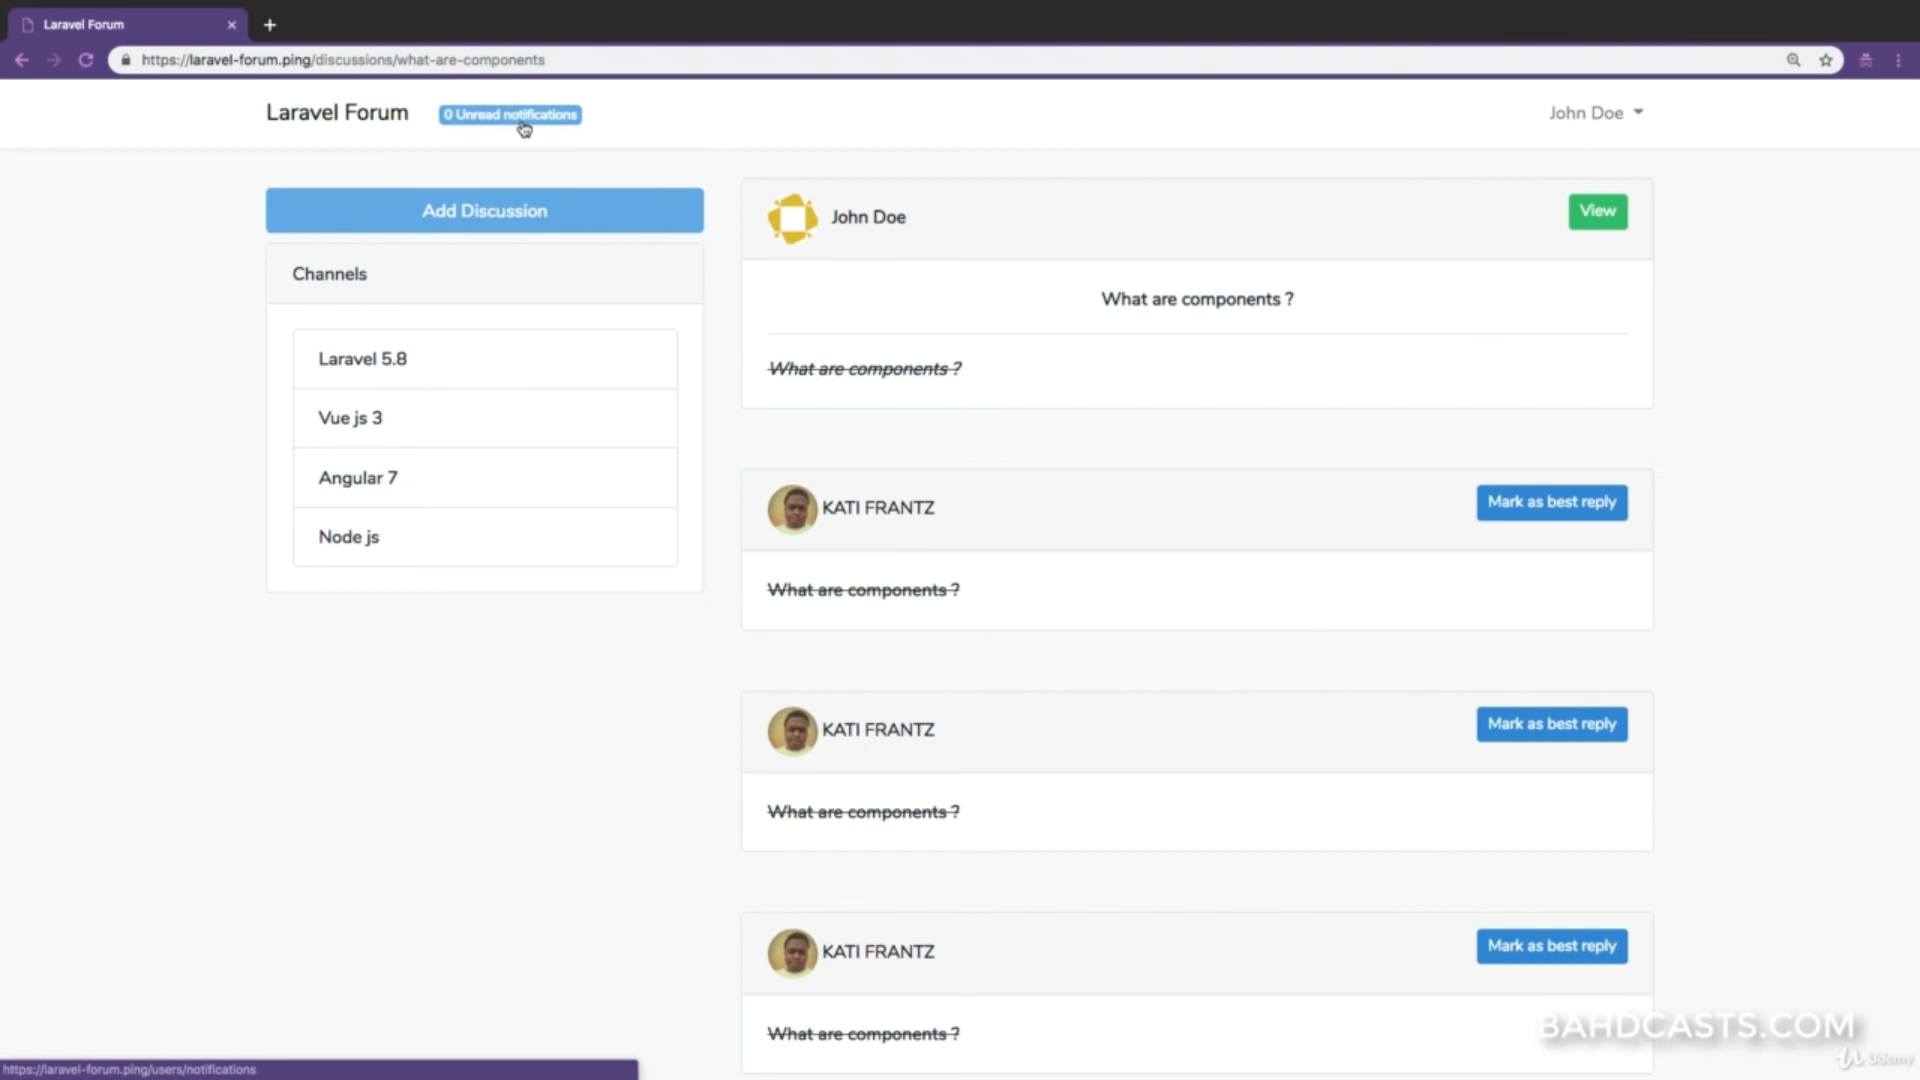 Laravel Forum
https://laravel-forum.ping/discussions/what-are-components
Laravel Forum
0 Unread notifications
John Doe
Add Discussion
Channels
Laravel 5.8
Vue js 3
Angular 7
Node js
John Doe
View
What are components ?
What are components ?
KATI FRANTZ
Mark as best reply
What are components ?
KATI FRANTZ
Mark as best reply
What are components ?
KATI FRANTZ
Mark as best reply
What are components ?
BAHDCASTS.COM
Udemy
https://laravel-forum.ping/users/notifications